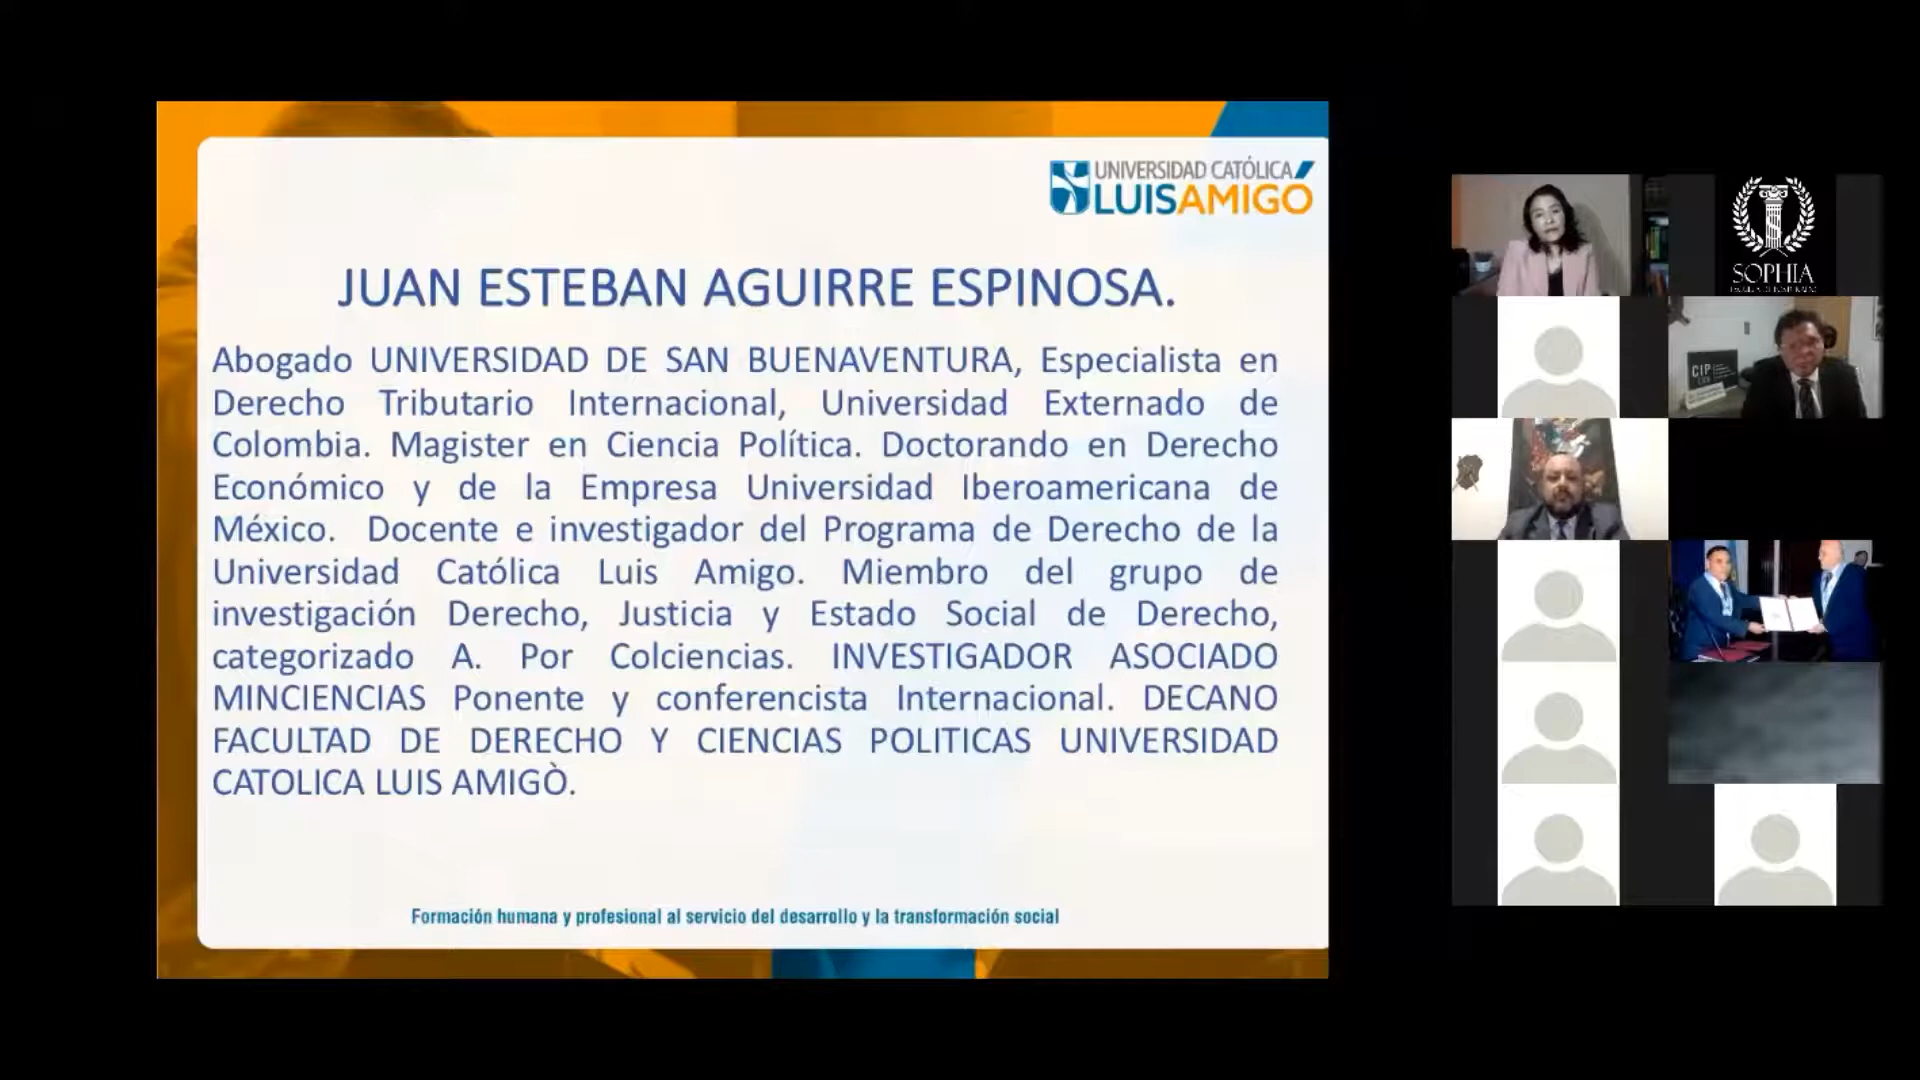 UNIVERSIDAD CATÓLICA
LUISAMIGÓ
JUAN ESTEBAN AGUIRRE ESPINOSA.
Abogado UNIVERSIDAD DE SAN BUENAVENTURA, Especialista en
Derecho Tributario Internacional, Universidad Externado de
Colombia. Magister en Ciencia Política. Doctorando en Derecho
Económico y de la Empresa Universidad Iberoamericana de
México. Docente e investigador del Programa de Derecho de la
Universidad Católica Luis Amigo. Miembro del grupo de
investigación Derecho, Justicia y Estado Social de Derecho,
categorizado A. Por Colciencias. INVESTIGADOR ASOCIADO
MINCIENCIAS Ponente y conferencista Internacional. DECANO
FACULTAD DE DERECHO Y CIENCIAS POLITICAS UNIVERSIDAD
CATOLICA LUIS AMIGÒ.
Formación humana y profesional al servicio del desarrollo y la transformación social
SOPHIA
CIP